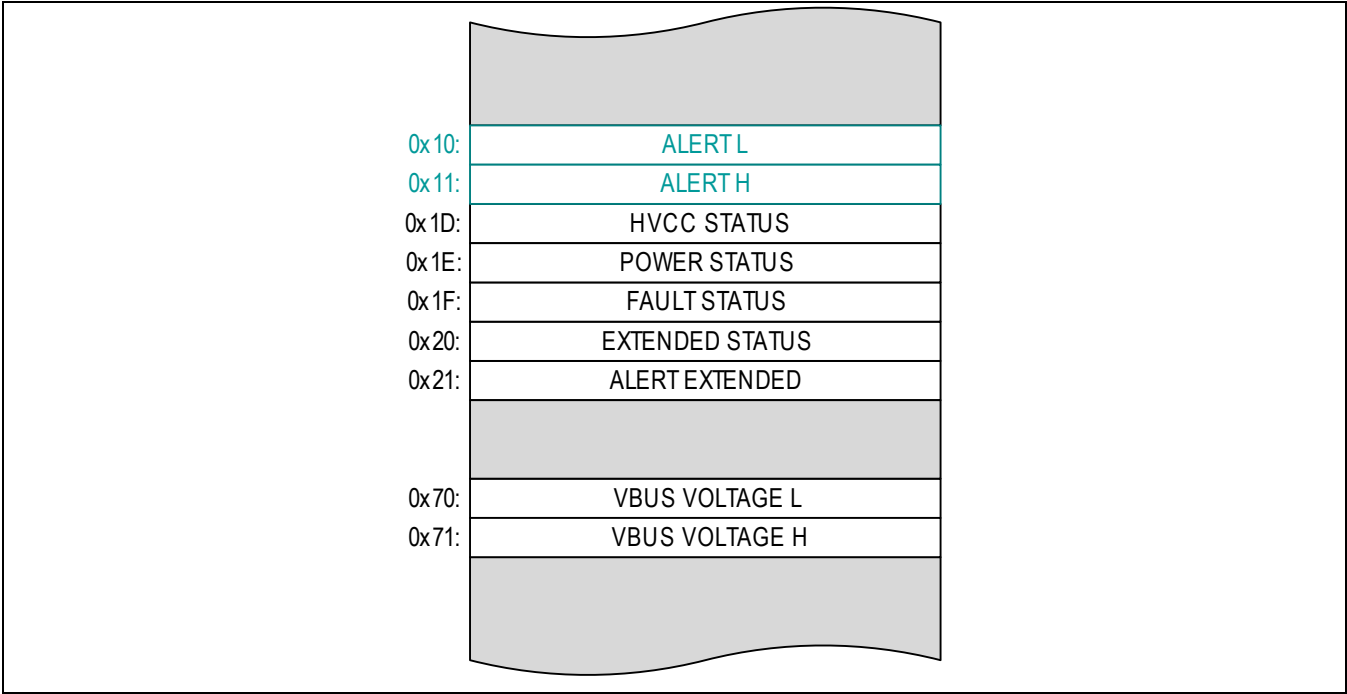 0x10: ALERT L
0x11: ALERT H
0x1D: HVCC STATUS
0x1E: POWER STATUS
0x1F: FAULT STATUS
0x20: EXTENDED STATUS
0x21: ALERT EXTENDED
0x70: VBUS VOLTAGE L
0x71: VBUS VOLTAGE H